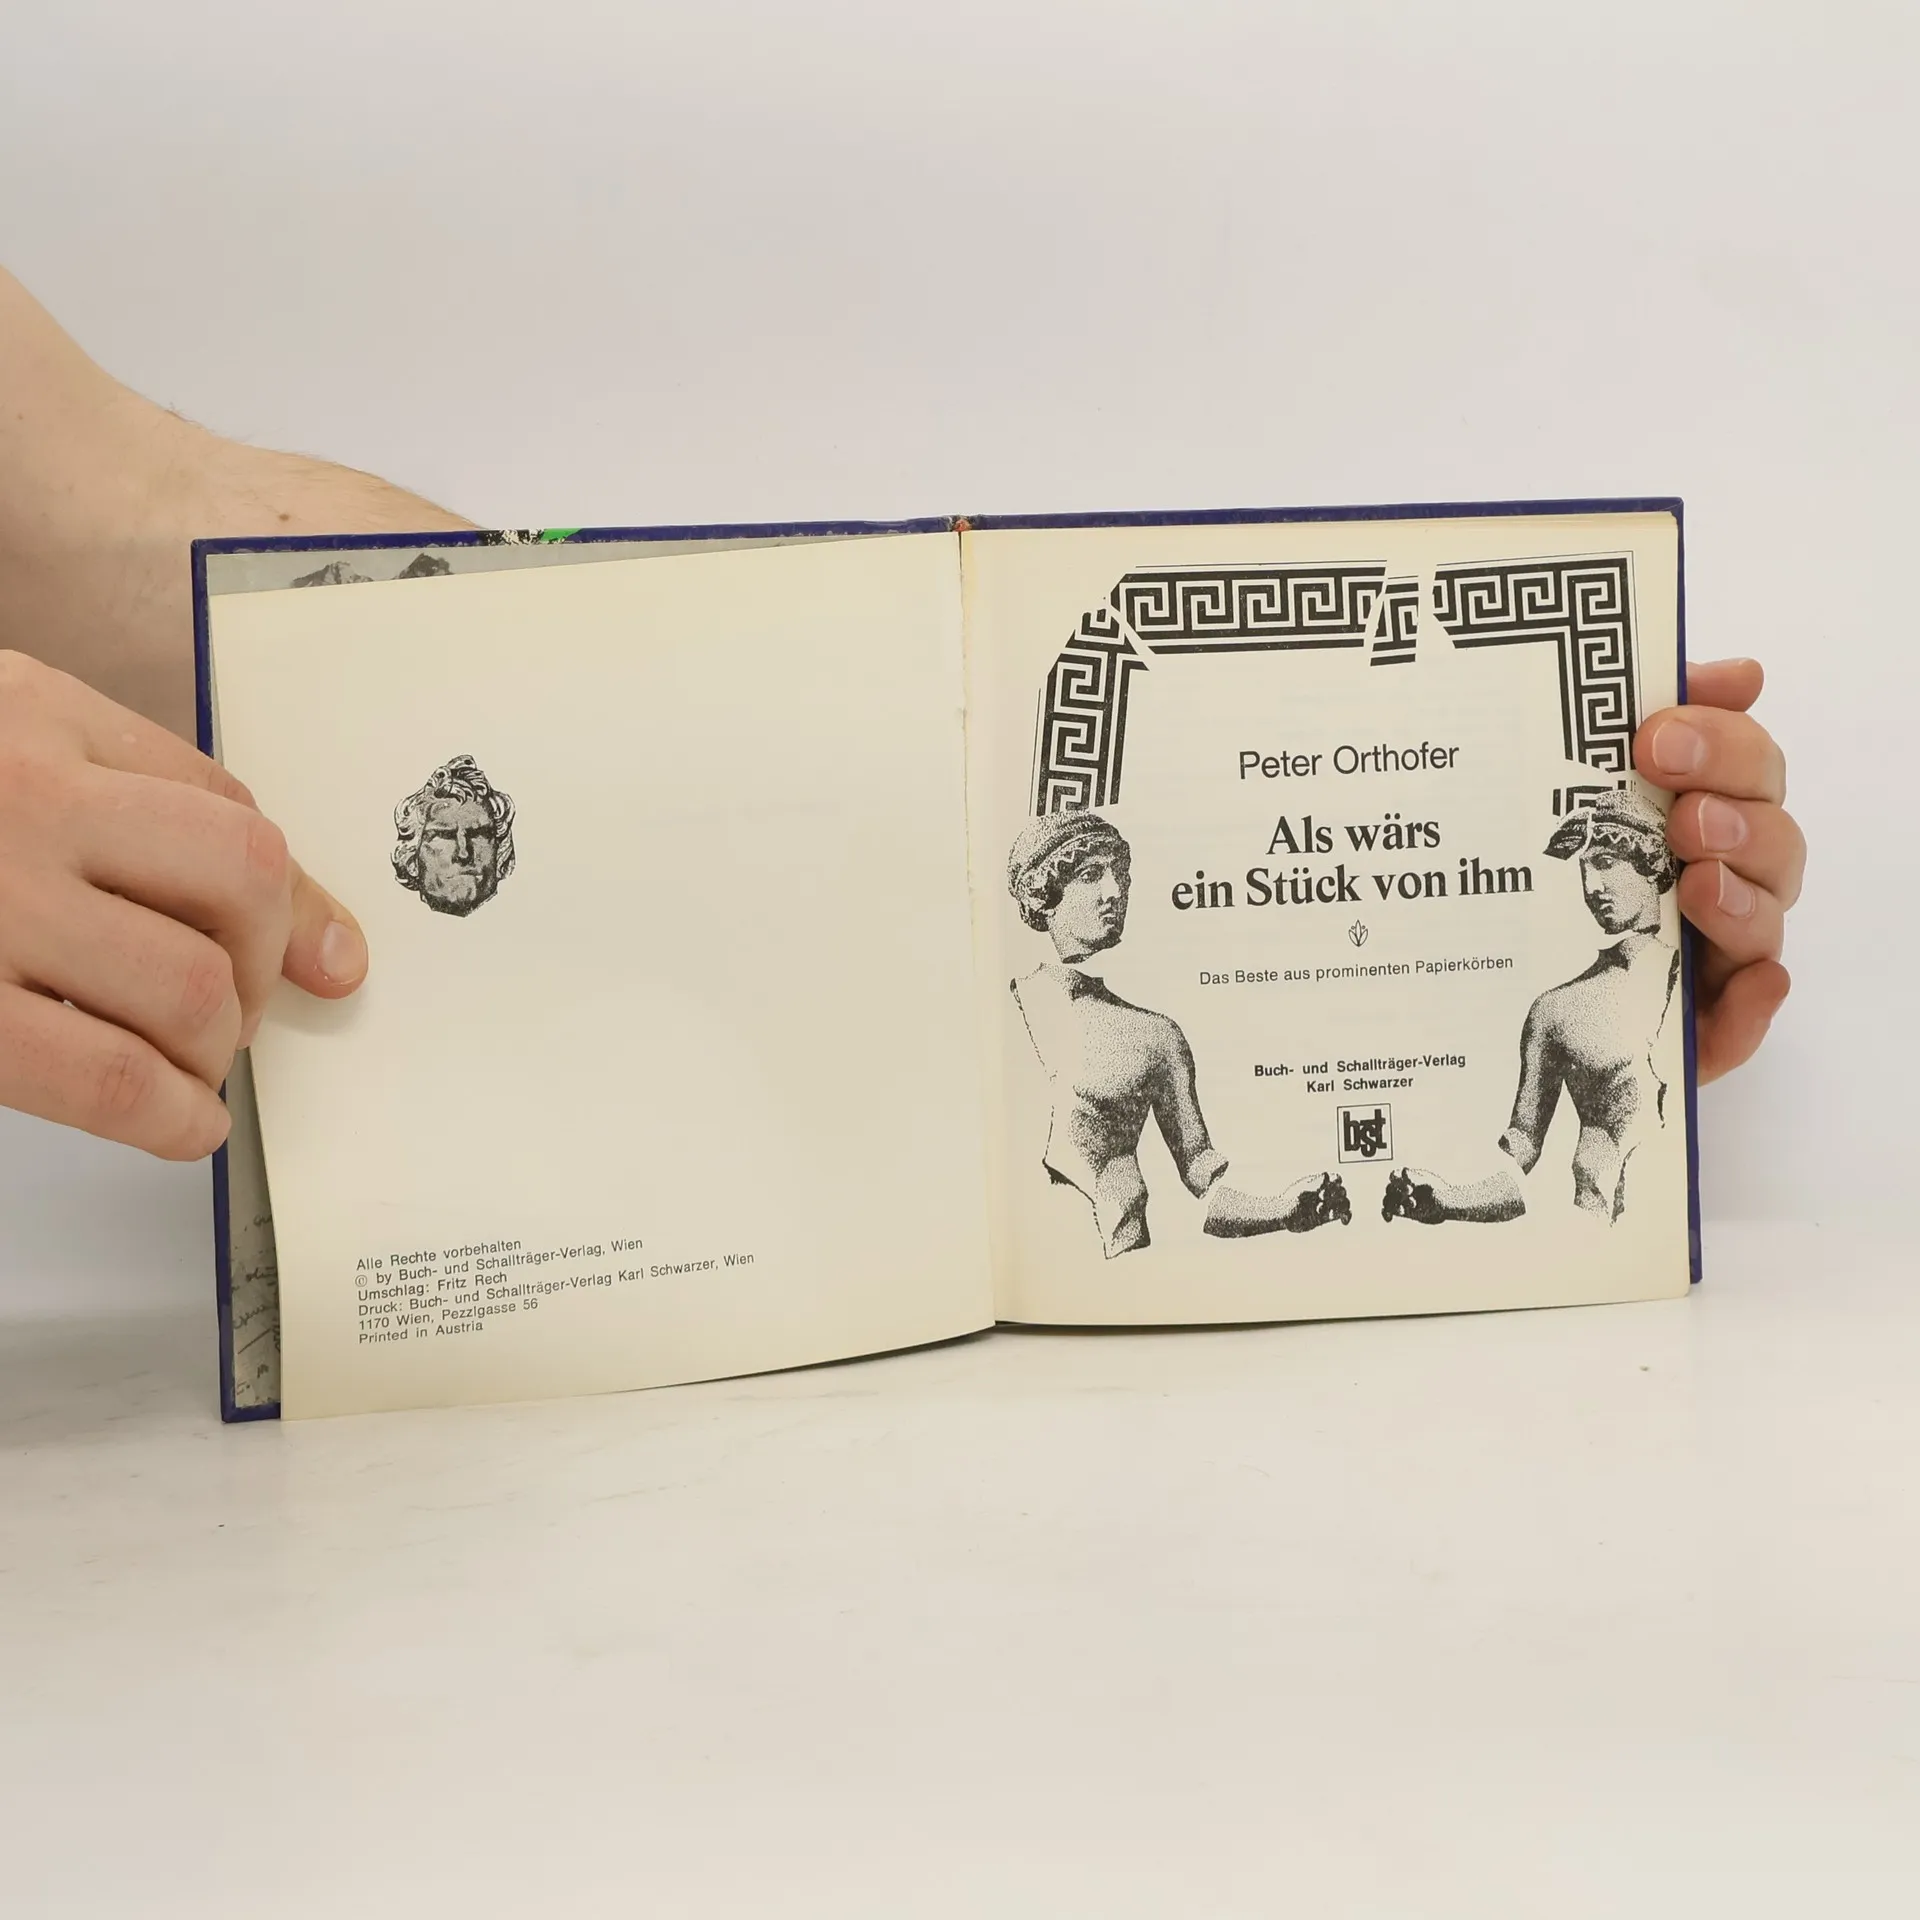 Alle Rechte vorbehalten
© by Buch- und Schallträger-Verlag, Wien
Umschlag: Fritz Rech
Druck: Buch- und Schallträger-Verlag Karl Schwarzer, Wien
1170 Wien, Pezzlgasse 56
Printed in Austria
Peter Orthofer
Als wärs
ein Stück von ihm
Das Beste aus prominenten Papierkörben
Buch- und Schallträger-Verlag
Karl Schwarzer
bst